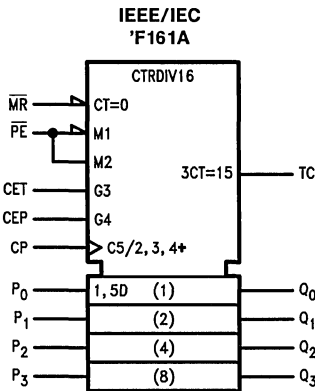 IEEE/IEC
'F161A
CTRDIV16
MR CT=0
PE M1
M2
3CT=15 TC
CET G3
CEP G4
CP C5/2,3,4+
P0 1,5D (1) Q0
P1 (2) Q1
P2 (4) Q2
P3 (8) Q3